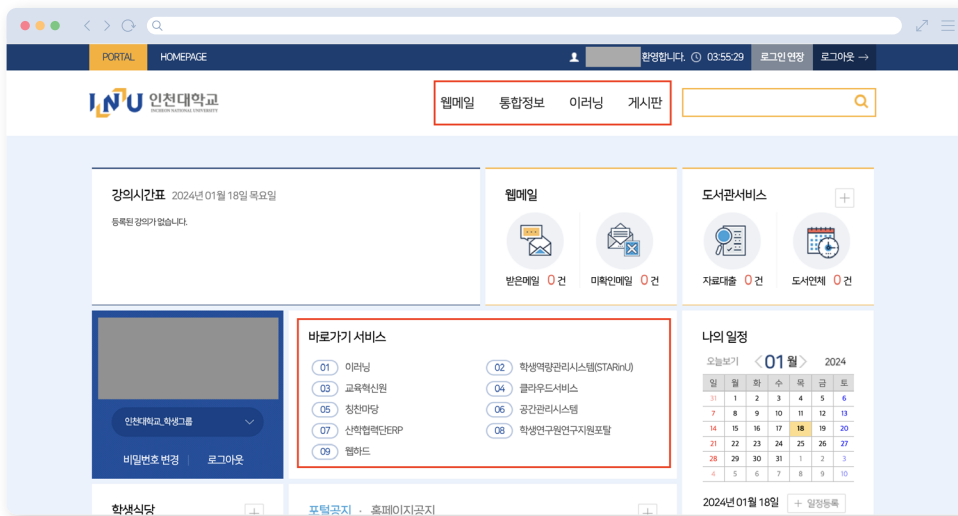 PORTAL HOMEPAGE 환영합니다. 03:55:29 로그인 연장 로그아웃 →
INU 인천대학교
INCHEON NATIONAL UNIVERSITY
웹메일 통합정보 이러닝 게시판
강의시간표 2024년 01월 18일 목요일
등록된 강의가 없습니다.
웹메일
받은메일 0 건 미확인메일 0 건
도서관서비스
자료대출 0 건 도서연체 0 건
인천대학교_학생그룹
비밀번호 변경 로그아웃
바로가기 서비스
01 이러닝 02 학생역량관리시스템(STARinU)
03 교육혁신원 04 클라우드서비스
05 칭찬마당 06 공간관리시스템
07 산학협력단ERP 08 학생연구원연구지원포탈
09 웹하드
나의 일정
오늘보기 01 월 2024
일 월 화 수 목 금 토
31 1 2 3 4 5 6
7 8 9 10 11 12 13
14 15 16 17 18 19 20
21 22 23 24 25 26 27
28 29 30 31 1 2 3
4 5 6 7 8 9 10
2024년 01월 18일 + 일정등록
학생식당
포털공지 · 홈페이지공지